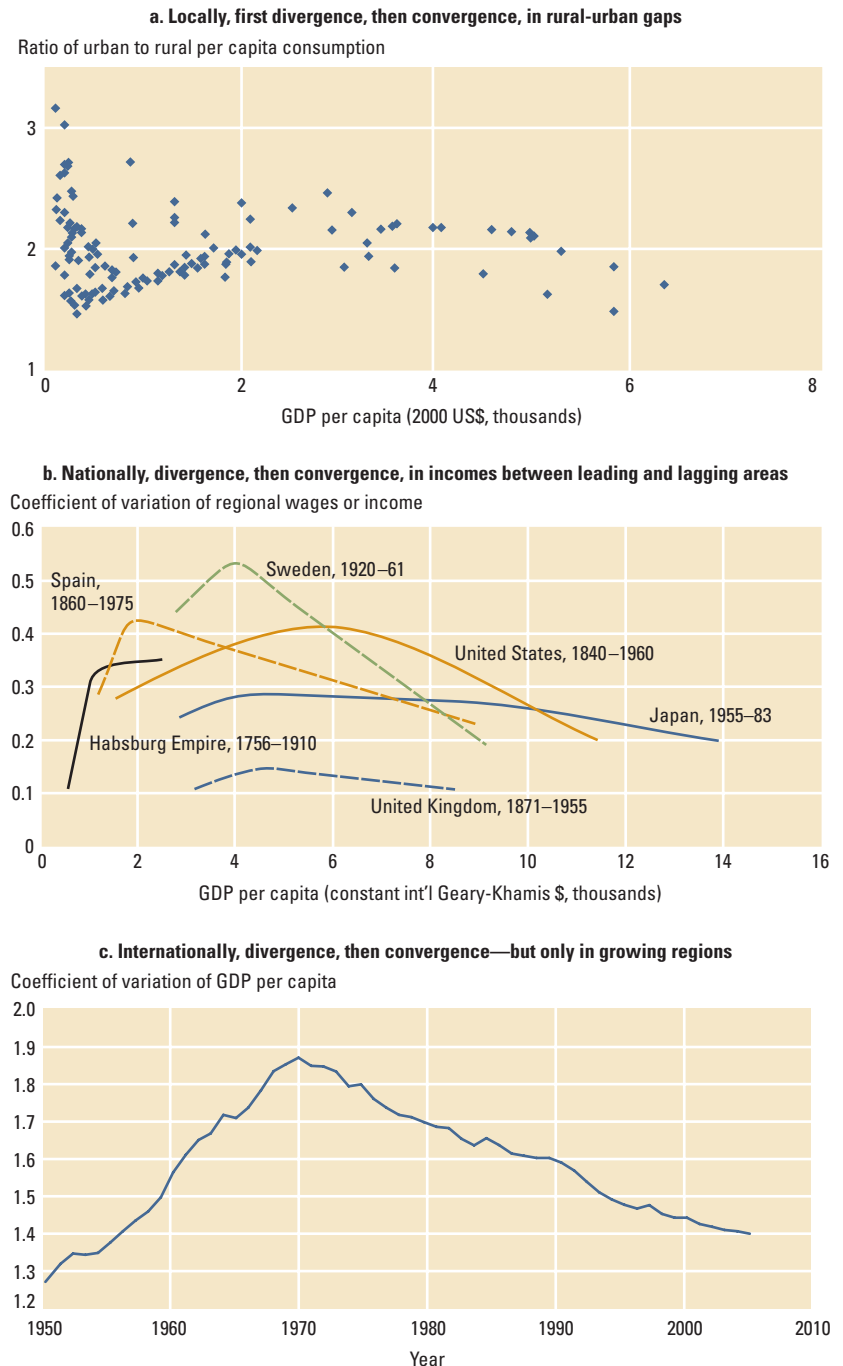 a. Locally, first divergence, then convergence, in rural-urban gaps
Ratio of urban to rural per capita consumption
3
2
1
0 2 4 6 8
GDP per capita (2000 US$, thousands)
b. Nationally, divergence, then convergence, in incomes between leading and lagging areas
Coefficient of variation of regional wages or income
0.6
0.5
0.4
0.3
0.2
0.1
0
Spain,
1860–1975
Sweden, 1920–61
United States, 1840–1960
Japan, 1955–83
Habsburg Empire, 1756–1910
United Kingdom, 1871–1955
0 2 4 6 8 10 12 14 16
GDP per capita (constant int'l Geary-Khamis $, thousands)
c. Internationally, divergence, then convergence—but only in growing regions
Coefficient of variation of GDP per capita
2.0
1.9
1.8
1.7
1.6
1.5
1.4
1.3
1.2
1950 1960 1970 1980 1990 2000 2010
Year